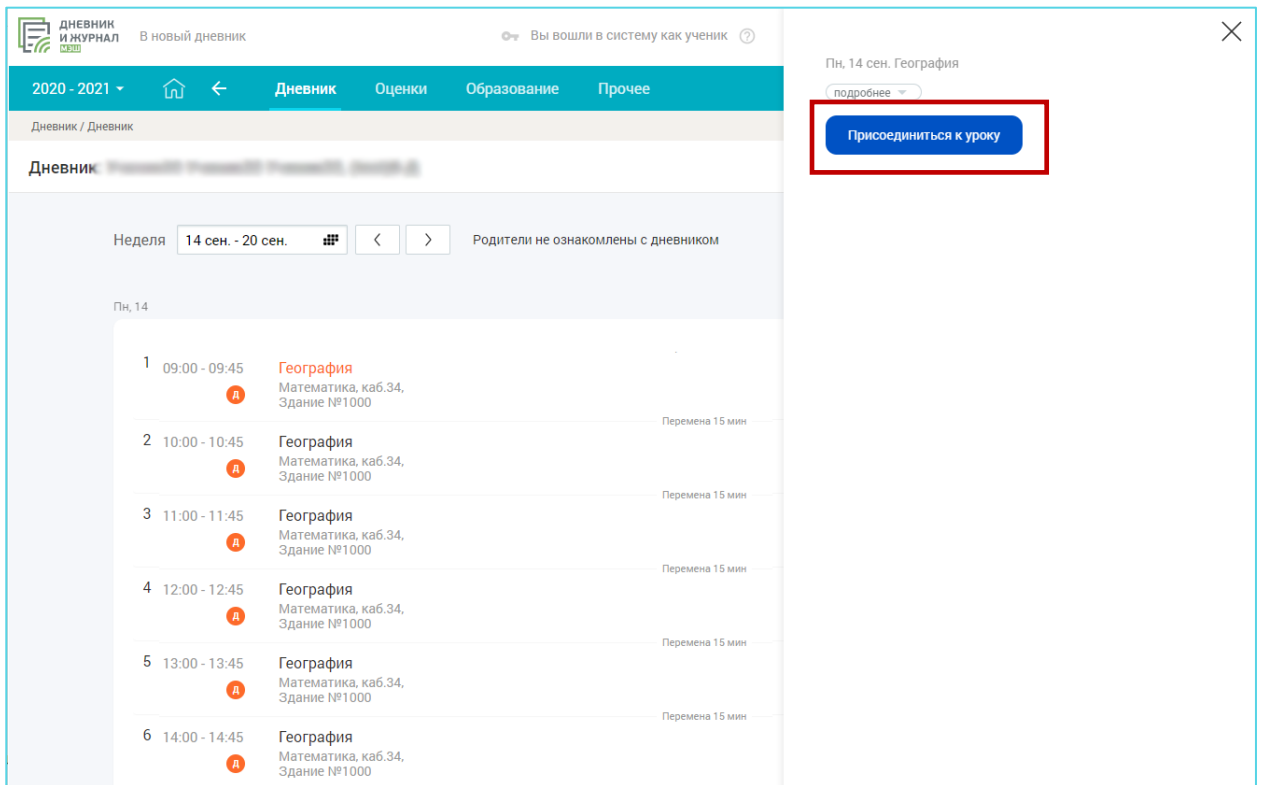 ДНЕВНИК
И ЖУРНАЛ
МЭШ
В новый дневник
Вы вошли в систему как ученик ?
2020 - 2021
Дневник Оценки Образование Прочее
Дневник / Дневник
Дневник:
Неделя 14 сен. - 20 сен. Родители не ознакомлены с дневником
Пн, 14
1 09:00 - 09:45 География
Д Математика, каб.34,
Здание №1000
Перемена 15 мин
2 10:00 - 10:45 География
Д Математика, каб.34,
Здание №1000
Перемена 15 мин
3 11:00 - 11:45 География
Д Математика, каб.34,
Здание №1000
Перемена 15 мин
4 12:00 - 12:45 География
Д Математика, каб.34,
Здание №1000
Перемена 15 мин
5 13:00 - 13:45 География
Д Математика, каб.34,
Здание №1000
Перемена 15 мин
6 14:00 - 14:45 География
Д Математика, каб.34,
Здание №1000
Пн, 14 сен. География
подробнее
Присоединиться к уроку